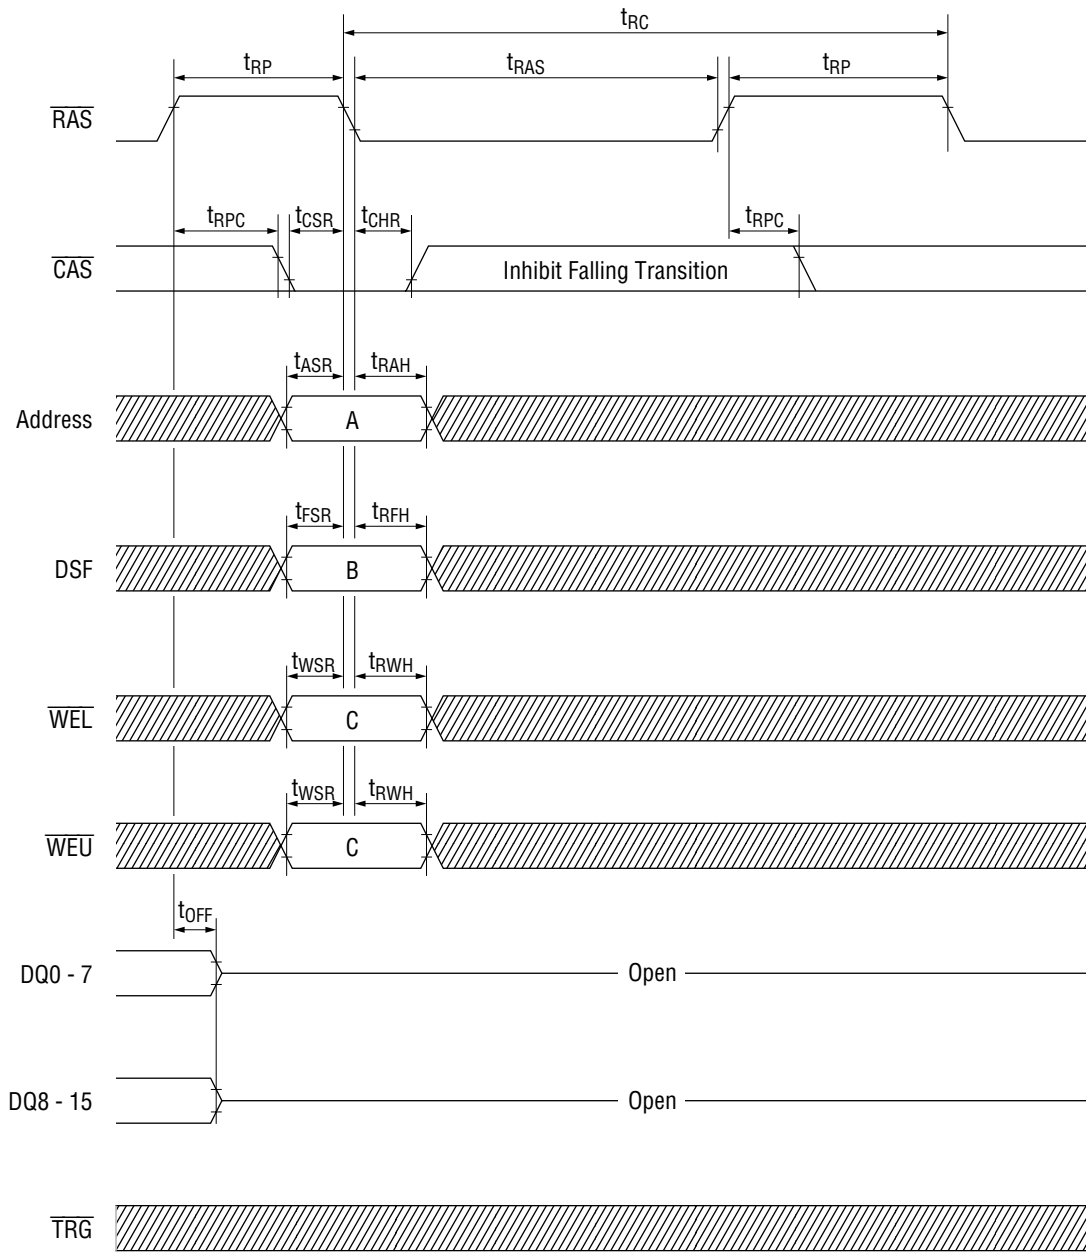 tRC
tRP tRAS tRP
RAS
tRPC tCSR tCHR tRPC
CAS Inhibit Falling Transition
tASR tRAH
Address A
tFSR tRFH
DSF B
tWSR tRWH
WEL C
tWSR tRWH
WEU C
tOFF
DQ0 - 7 Open
DQ8 - 15 Open
TRG